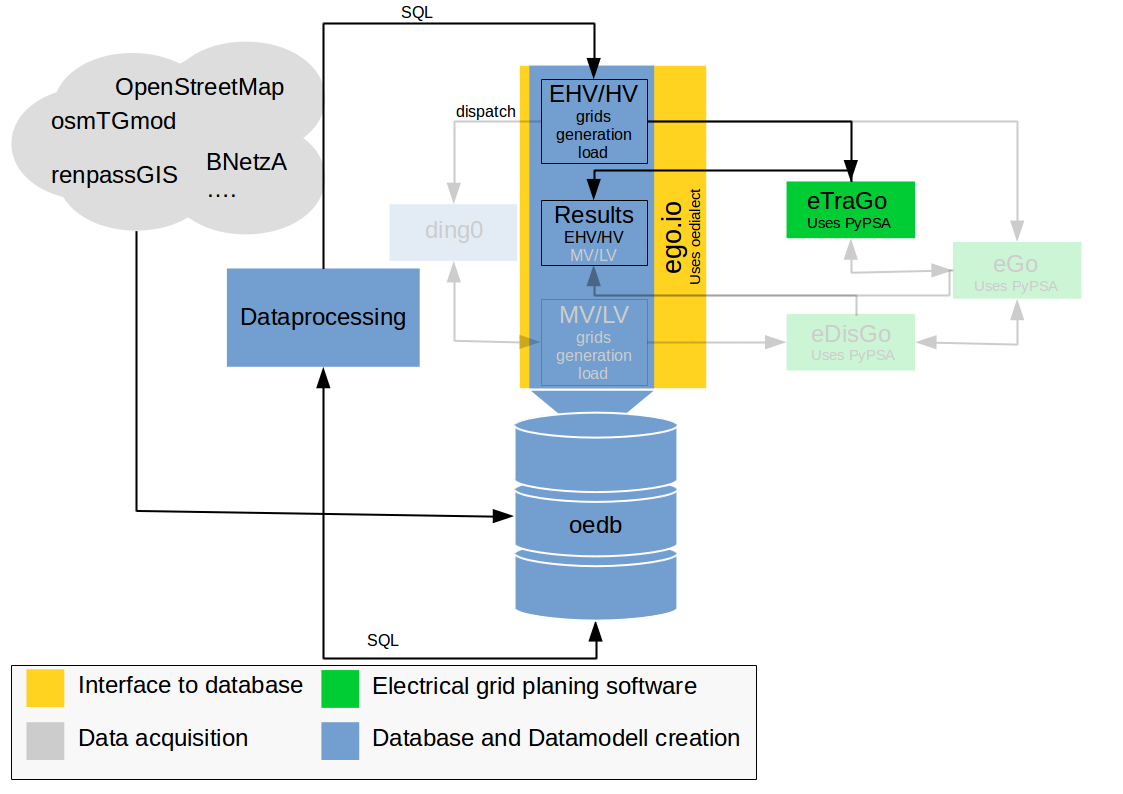 SQL
OpenStreetMap
osmTGmod
renpassGIS
BNetzA
....
dispatch
EHV/HV
grids
generation
load
Results
EHV/HV
MV/LV
MV/LV
grids
generation
load
ego.io
Uses oedialect
ding0
eTraGo
Uses PyPSA
eGo
Uses PyPSA
eDisGo
Uses PyPSA
Dataprocessing
oedb
SQL
Interface to database
Electrical grid planing software
Data acquisition
Database and Datamodell creation